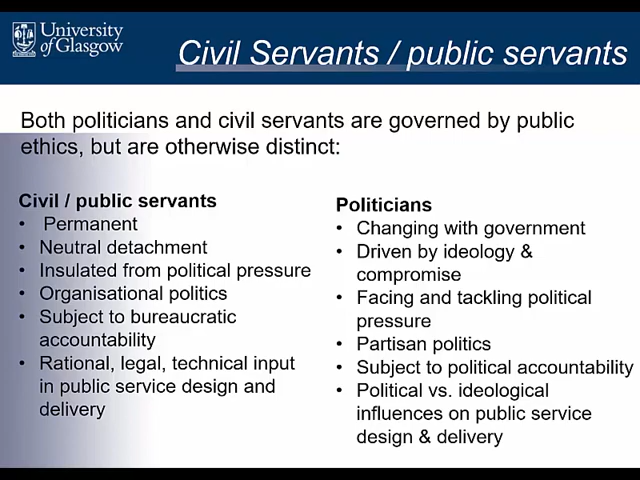 University
of Glasgow
Civil Servants / public servants
Both politicians and civil servants are governed by public
ethics, but are otherwise distinct:
Civil / public servants
• Permanent
• Neutral detachment
• Insulated from political pressure
• Organisational politics
• Subject to bureaucratic
accountability
• Rational, legal, technical input
in public service design and
delivery
Politicians
• Changing with government
• Driven by ideology &
compromise
• Facing and tackling political
pressure
• Partisan politics
• Subject to political accountability
• Political vs. ideological
influences on public service
design & delivery